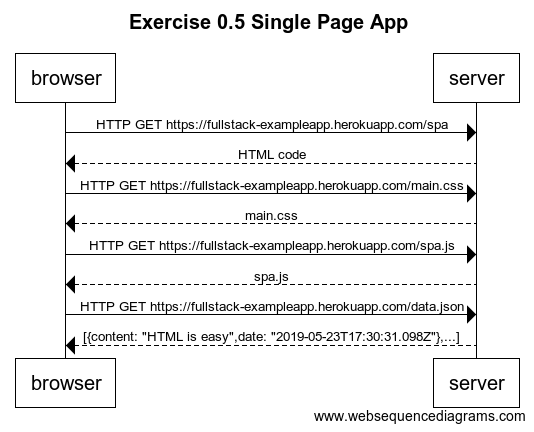 Exercise 0.5 Single Page App
browser server
HTTP GET https://fullstack-exampleapp.herokuapp.com/spa
HTML code
HTTP GET https://fullstack-exampleapp.herokuapp.com/main.css
main.css
HTTP GET https://fullstack-exampleapp.herokuapp.com/spa.js
spa.js
HTTP GET https://fullstack-exampleapp.herokuapp.com/data.json
[{content: "HTML is easy",date: "2019-05-23T17:30:31.098Z"},...]
browser server
www.websequencediagrams.com